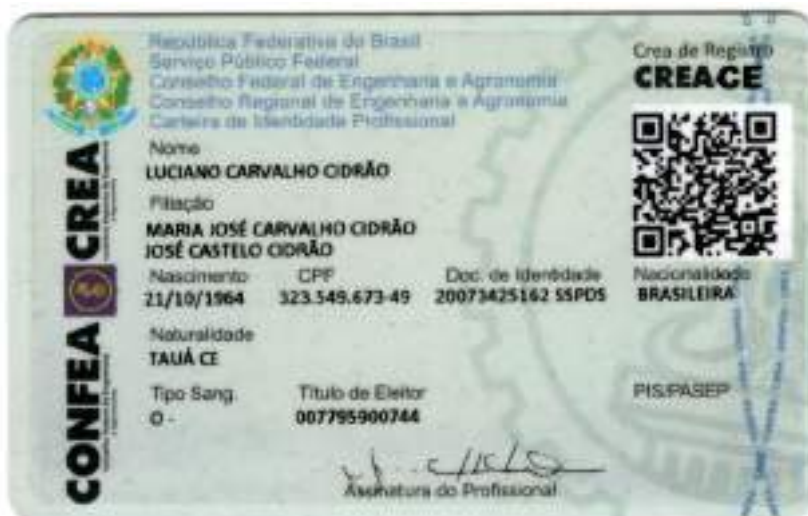 República Federativa do Brasil
Serviço Público Federal
Conselho Federal de Engenharia e Agronomia
Conselho Regional de Engenharia e Agronomia
Carteira de Identidade Profissional
Crea de Registro
CREACE
CONFEA CREA
Nome
LUCIANO CARVALHO CIDRÃO
Filiação
MARIA JOSÉ CARVALHO CIDRÃO
JOSÉ CASTELO CIDRÃO
Nascimento CPF Doc. de Identidade Nacionalidade
21/10/1964 323.549.673-49 20073425162 SSPDS BRASILEIRA
Naturalidade
TAUÁ CE
Tipo Sang. Título de Eleitor PIS/PASEP
O - 007795900744
Assinatura do Profissional